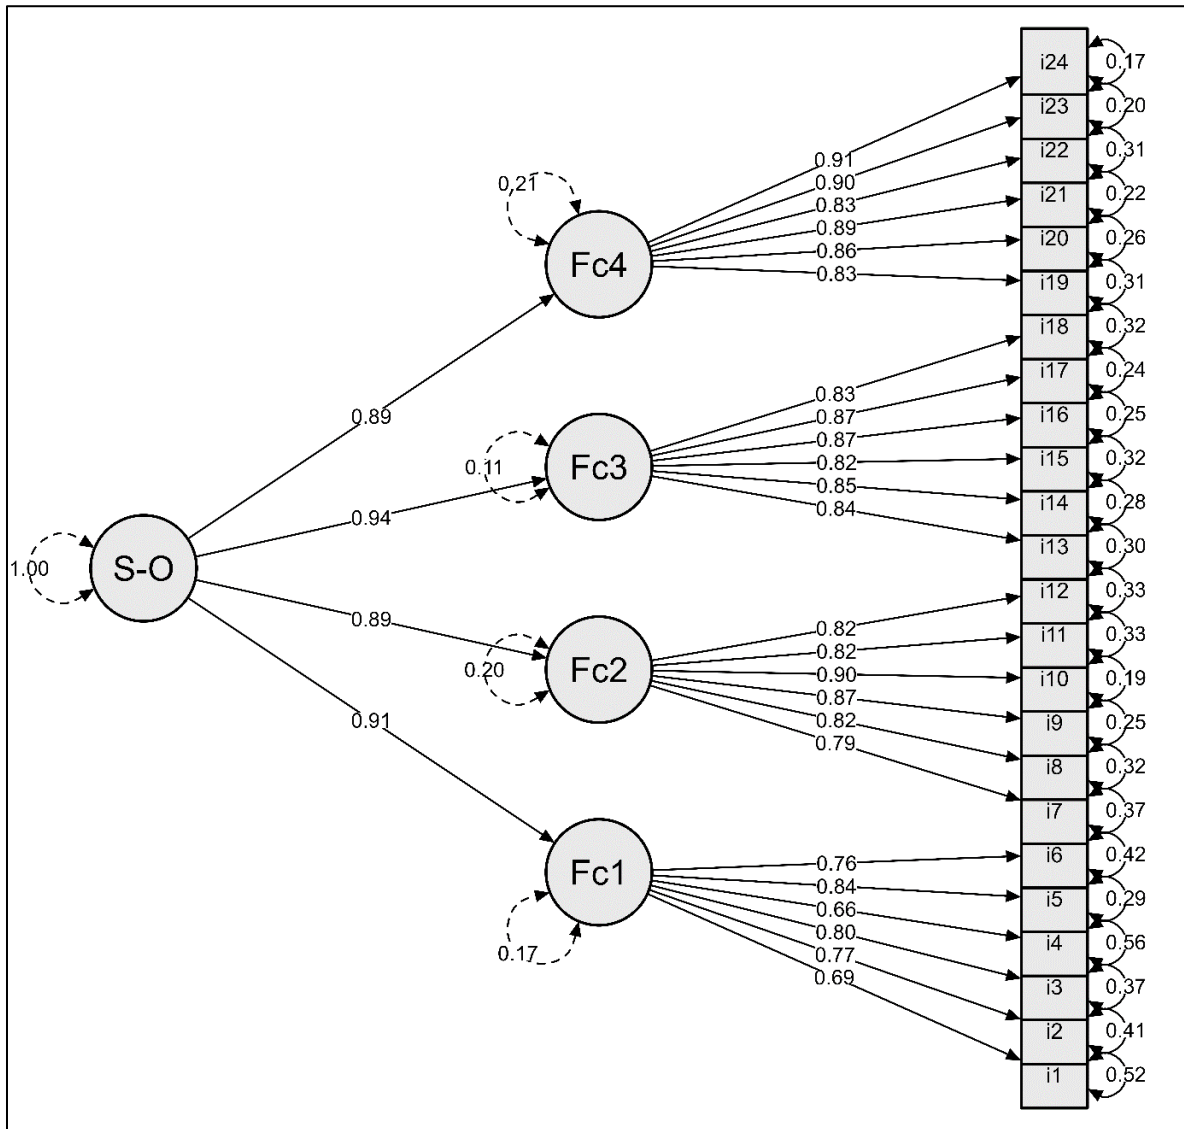 i24
0.17
i23
0.20
0.91
i22
0.31
0.90
0.21
0.83
i21
0.22
0.89
i20
0.26
0.86
Fc4
0.83
i19
0.31
i18
0.32
i17
0.24
0.83
0.89
i16
0.25
0.87
0.87
0.11
Fc3
0.82
i15
0.32
0.85
i14
0.28
0.94
0.84
i13
0.30
1.00
S-O
i12
0.33
0.89
0.82
i11
0.33
0.82
0.20
Fc2
0.90
i10
0.19
0.87
0.91
0.82
i9
0.25
0.79
i8
0.32
i7
0.37
0.76
i6
0.42
Fc1
0.84
i5
0.29
0.66
0.80
i4
0.56
0.17
0.77
0.69
i3
0.37
i2
0.41
i1
0.52